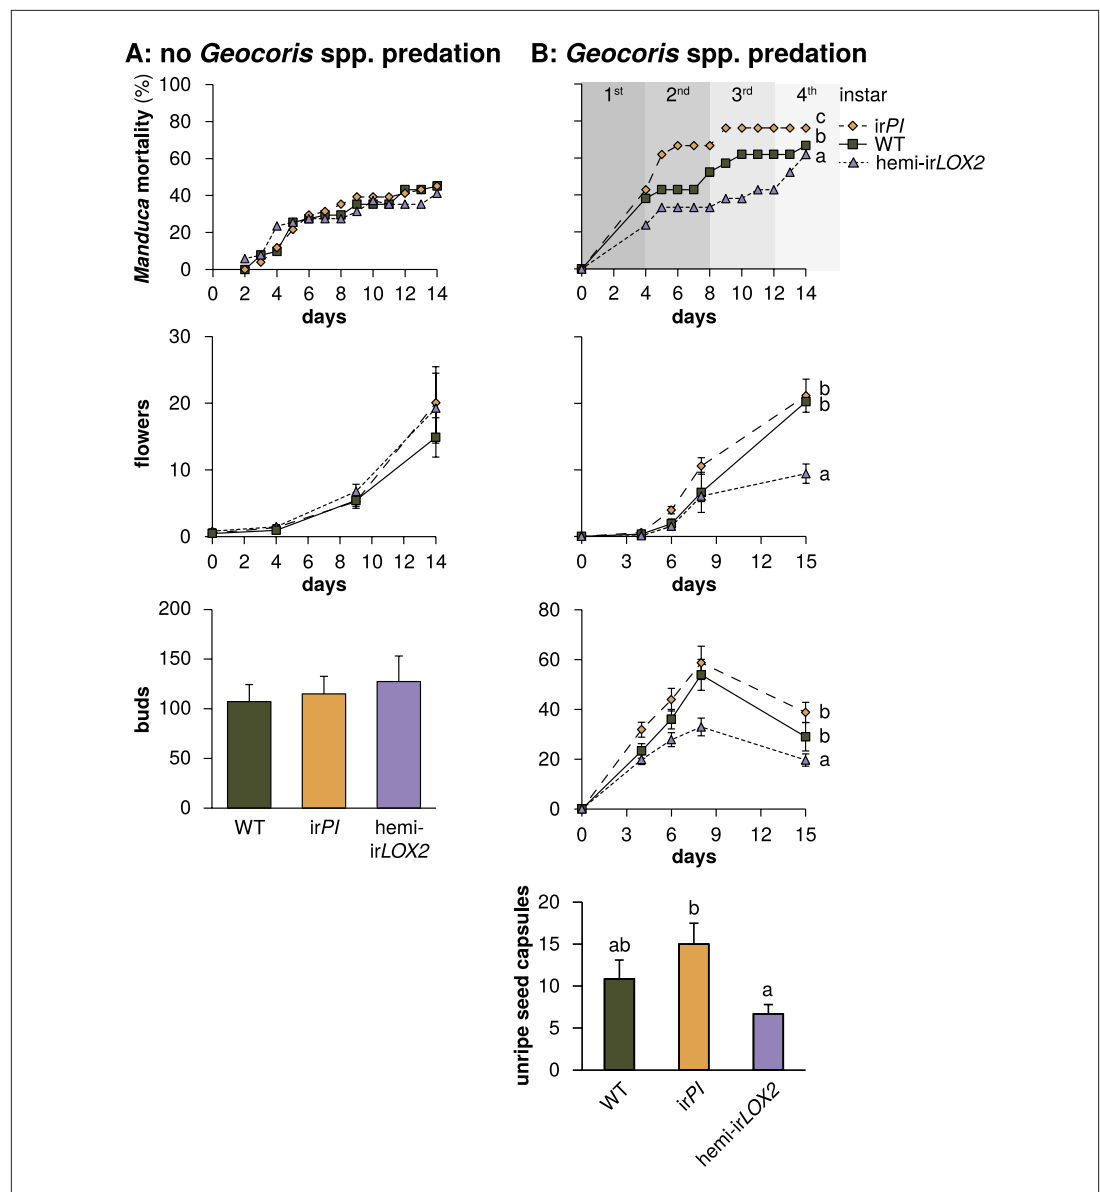 A: no Geocoris spp. predation
B: Geocoris spp. predation
Manduca mortality (%)
100
80
60
40
20
0
0 2 4 6 8 10 12 14
days
1st 2nd 3rd 4th instar
c
b
a
irPI
WT
hemi-irLOX2
0 2 4 6 8 10 12 14
days
flowers
30
20
10
0
0 2 4 6 8 10 12 14
days
b
b
a
0 3 6 9 12 15
days
buds
200
150
100
50
0
WT irPI hemi-
irLOX2
80
60
40
20
0
b
b
a
0 3 6 9 12 15
days
unripe seed capsules
20
15
10
5
0
ab b a
WT irPI hemi-irLOX2